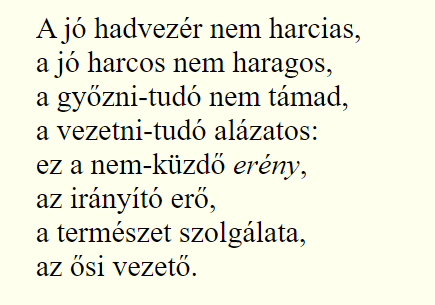 A jó hadvezér nem harcias,
a jó harcos nem haragos,
a győzni-tudó nem támad,
a vezetni-tudó alázatos:
ez a nem-küzdő erény,
az irányító erő,
a természet szolgálata,
az ősi vezető.